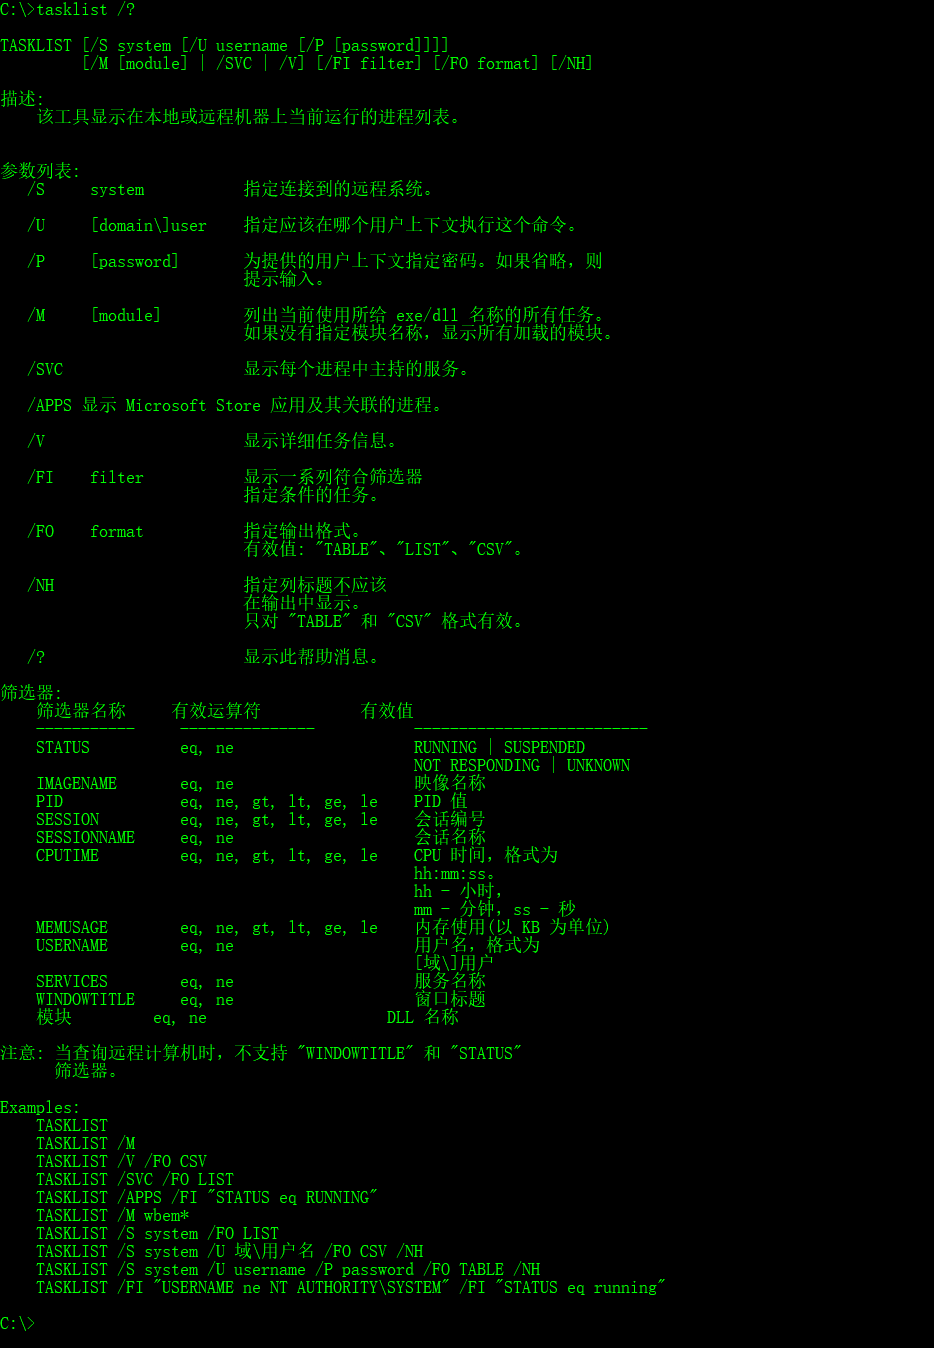 C:\>tasklist /?
TASKLIST [/S system [/U username [/P [password]]]]
[/M [module] | /SVC | /V] [/FI filter] [/FO format] [/NH]
描述:
该工具显示在本地或远程机器上当前运行的进程列表。
参数列表:
/S system 指定连接到的远程系统。
/U [domain\]user 指定应该在哪个用户上下文执行这个命令。
/P [password] 为提供的用户上下文指定密码。如果省略，则
提示输入。
/M [module] 列出当前使用所给 exe/dll 名称的所有任务。
如果没有指定模块名称，显示所有加载的模块。
/SVC 显示每个进程中主持的服务。
/APPS 显示 Microsoft Store 应用及其关联的进程。
/V 显示详细任务信息。
/FI filter 显示一系列符合筛选器
指定条件的任务。
/FO format 指定输出格式。
有效值: "TABLE"、"LIST"、"CSV"。
/NH 指定列标题不应该
在输出中显示。
只对 "TABLE" 和 "CSV" 格式有效。
/? 显示此帮助消息。
筛选器:
筛选器名称 有效运算符 有效值
----------- --------------- --------------------------
STATUS eq, ne RUNNING | SUSPENDED
NOT RESPONDING | UNKNOWN
IMAGENAME eq, ne 映像名称
PID eq, ne, gt, lt, ge, le PID 值
SESSION eq, ne, gt, lt, ge, le 会话编号
SESSIONNAME eq, ne 会话名称
CPUTIME eq, ne, gt, lt, ge, le CPU 时间，格式为
hh:mm:ss。
hh - 小时，
mm - 分钟，ss - 秒
MEMUSAGE eq, ne, gt, lt, ge, le 内存使用(以 KB 为单位)
USERNAME eq, ne 用户名，格式为
[域\]用户
SERVICES eq, ne 服务名称
WINDOWTITLE eq, ne 窗口标题
模块 eq, ne DLL 名称
注意: 当查询远程计算机时，不支持 "WINDOWTITLE" 和 "STATUS"
筛选器。
Examples:
TASKLIST
TASKLIST /M
TASKLIST /V /FO CSV
TASKLIST /SVC /FO LIST
TASKLIST /APPS /FI "STATUS eq RUNNING"
TASKLIST /M wbem*
TASKLIST /S system /FO LIST
TASKLIST /S system /U 域\用户名 /FO CSV /NH
TASKLIST /S system /U username /P password /FO TABLE /NH
TASKLIST /FI "USERNAME ne NT AUTHORITY\SYSTEM" /FI "STATUS eq running"
C:\>